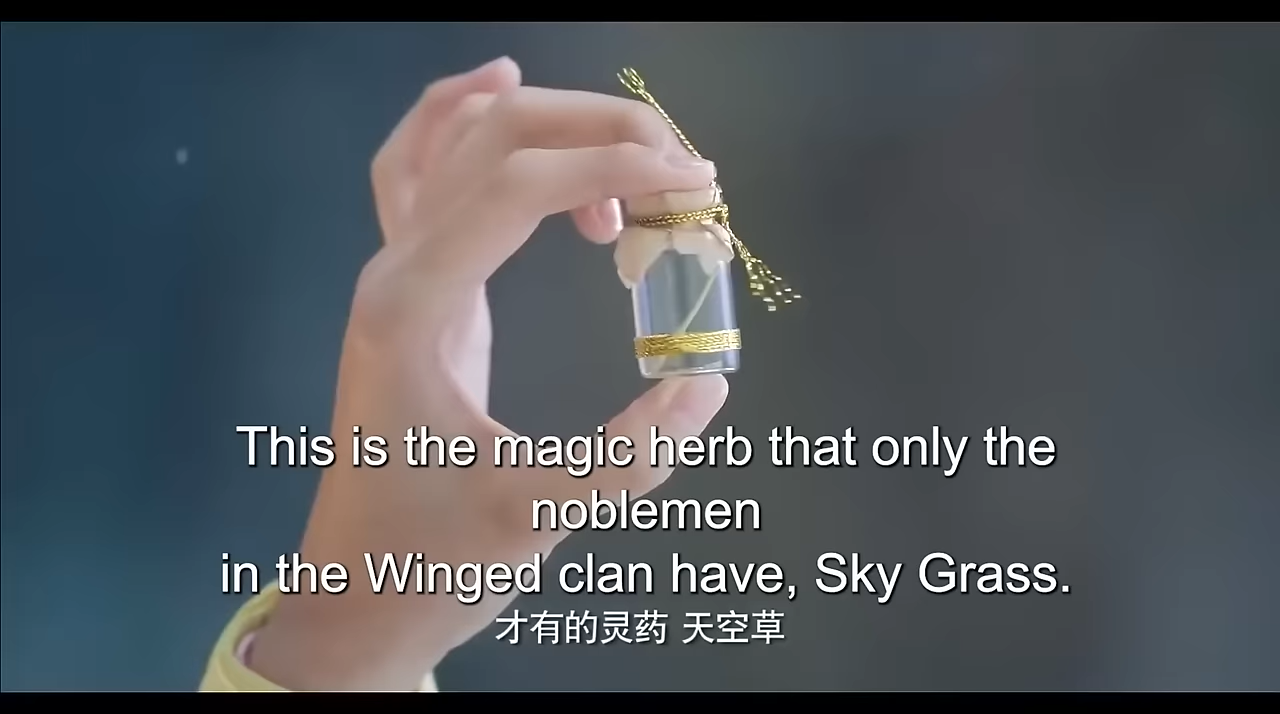 This is the magic herb that only the
noblemen
in the Winged clan have, Sky Grass.
才有的灵药 天空草